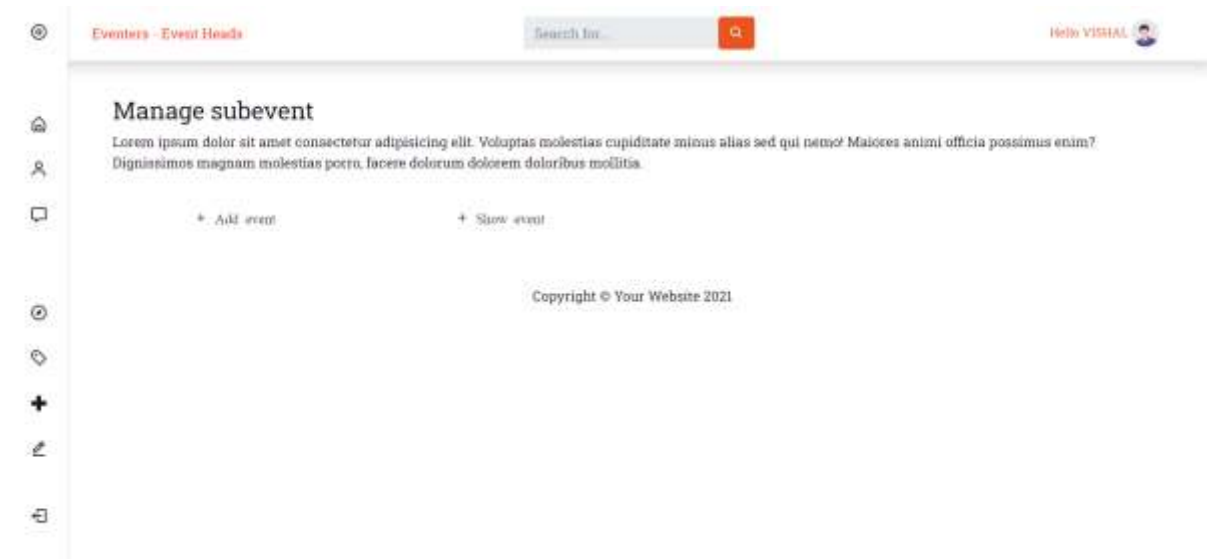 Eventers - Event Heads
Search for...
Hello VISHAL
Manage subevent
Lorem ipsum dolor sit amet consectetur adipisicing elit. Voluptas molestias cupiditate minus alias sed qui nemo! Maiores animi officia possimus enim?
Dignissimos magnam molestias porro, facere dolorum dolorem doloribus mollitia.
+ Add event
+ Show event
Copyright © Your Website 2021